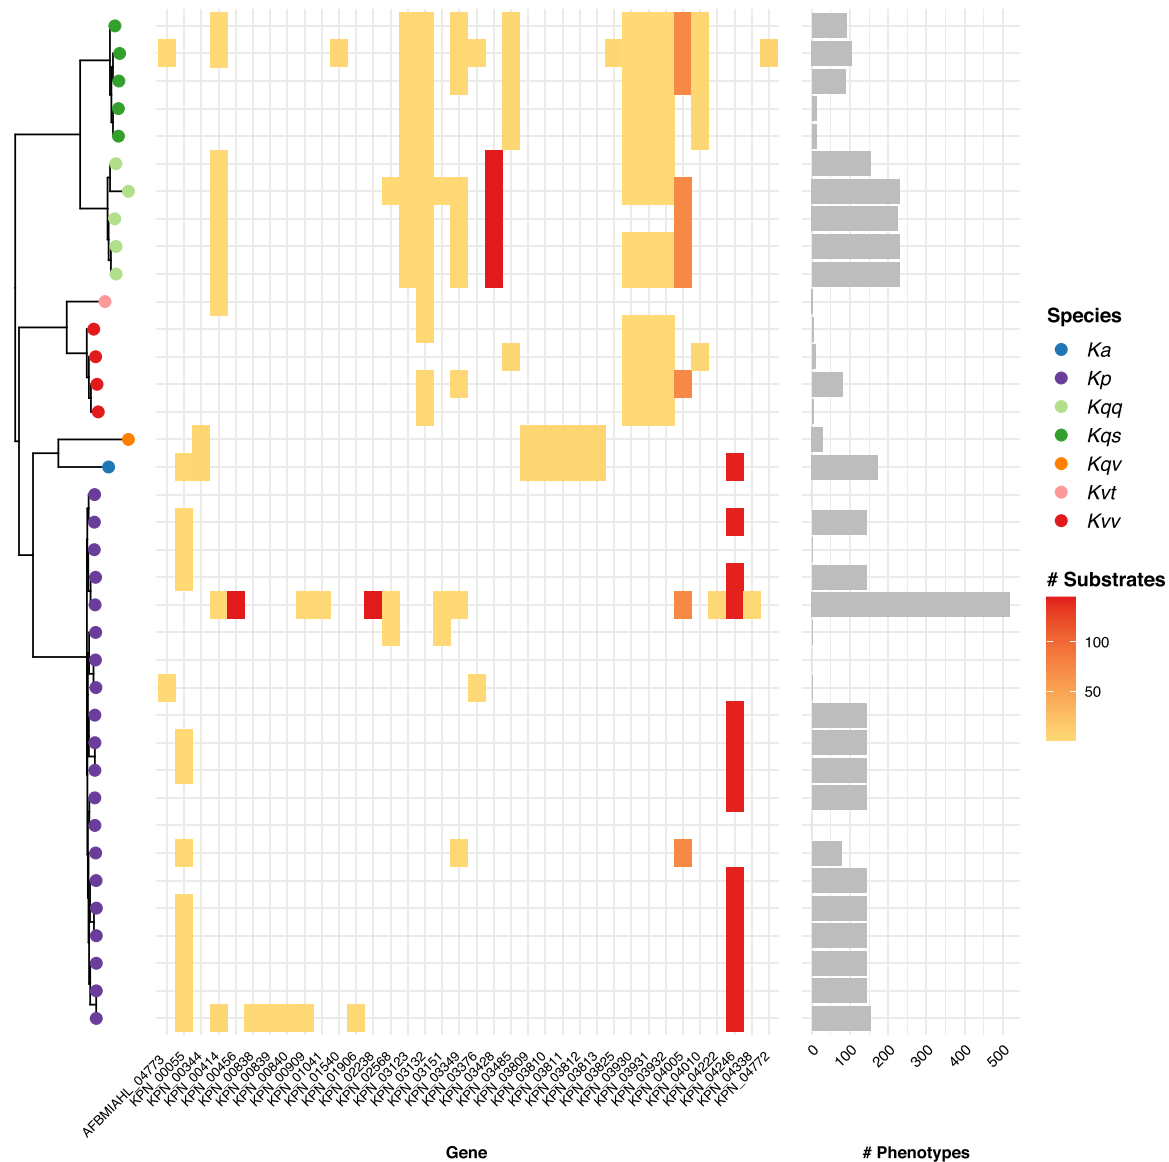 Species
Ka
Kp
Kqq
Kqs
Kqv
Kvt
Kvv
# Substrates
100
50
AFBMIAHL_04773
KPN_00055
KPN_00344
KPN_00414
KPN_00456
KPN_00838
KPN_00839
KPN_00840
KPN_00909
KPN_01041
KPN_01540
KPN_01906
KPN_02238
KPN_02568
KPN_03123
KPN_03132
KPN_03151
KPN_03349
KPN_03376
KPN_03428
KPN_03485
KPN_03809
KPN_03810
KPN_03811
KPN_03812
KPN_03813
KPN_03825
KPN_03930
KPN_03931
KPN_03932
KPN_04005
KPN_04010
KPN_04222
KPN_04246
KPN_04338
KPN_04772
0
100
200
300
400
500
Gene
# Phenotypes